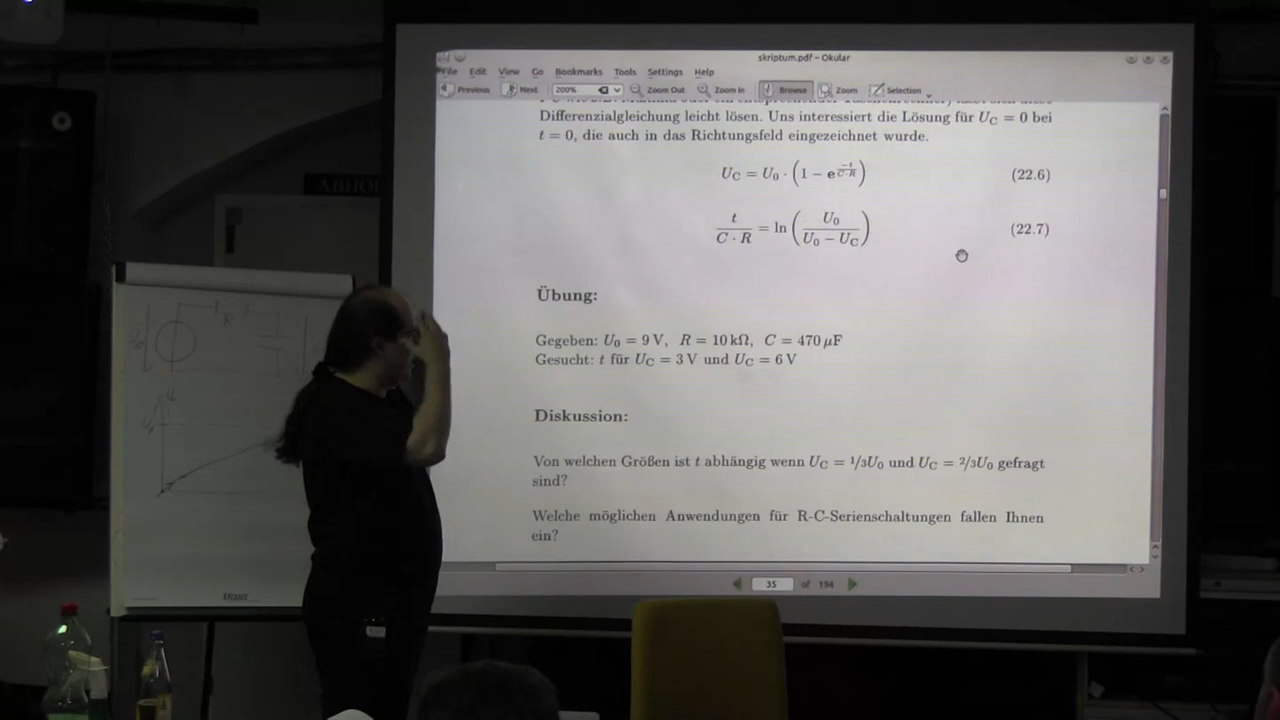 skriptum.pdf – Okular
File Edit View Go Bookmarks Tools Settings Help
Previous Next 200% Zoom Out Zoom In Browse Zoom Selection
Differenzialgleichung leicht lösen. Uns interessiert die Lösung für U_C = 0 bei
t = 0, die auch in das Richtungsfeld eingezeichnet wurde.
U_C = U_0 · (1 − e^(−t/(C·R))) (22.6)
t/(C · R) = ln (U_0/(U_0 − U_C)) (22.7)
Übung:
Gegeben: U_0 = 9 V, R = 10 kΩ, C = 470 μF
Gesucht: t für U_C = 3 V und U_C = 6 V
Diskussion:
Von welchen Größen ist t abhängig wenn U_C = 1/3U_0 und U_C = 2/3U_0 gefragt
sind?
Welche möglichen Anwendungen für R-C-Serienschaltungen fallen Ihnen
ein?
35 of 194
ABHOF
R